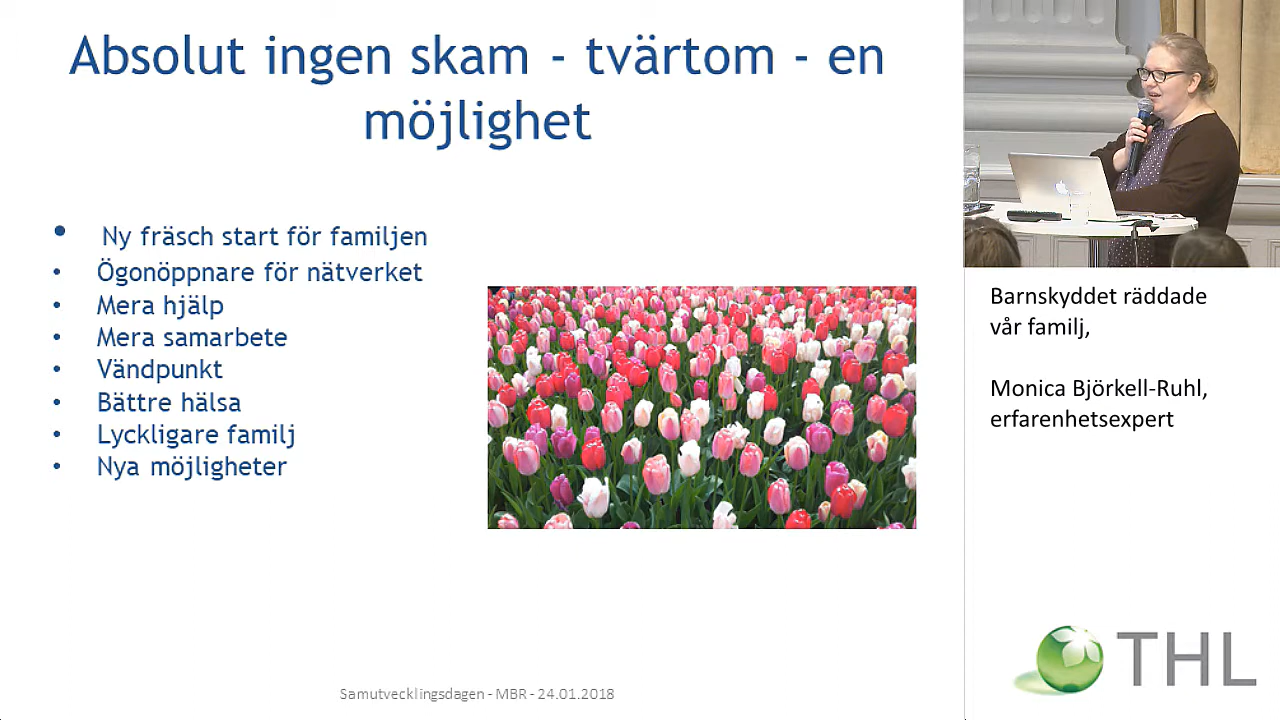 Absolut ingen skam - tvärtom - en
möjlighet
• Ny fräsch start för familjen
• Ögonöppnare för nätverket
• Mera hjälp
• Mera samarbete
• Vändpunkt
• Bättre hälsa
• Lyckligare familj
• Nya möjligheter
Samutvecklingsdagen - MBR - 24.01.2018
Barnskyddet räddade
vår familj,
Monica Björkell-Ruhl,
erfarenhetsexpert
THL